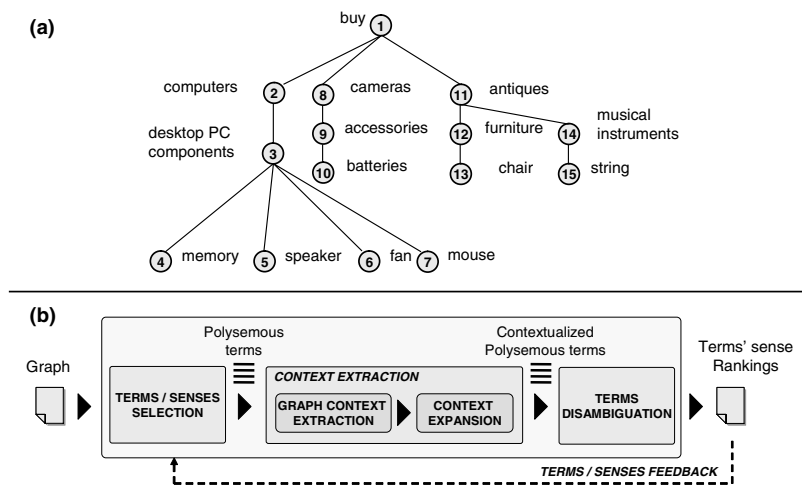 (a)
buy 1
computers 2
8 cameras
11 antiques
desktop PC
components 3
9 accessories
12 furniture
14 musical
instruments
10 batteries
13 chair
15 string
4 memory
5 speaker
6 fan
7 mouse
(b)
Graph
Polysemous
terms
Contextualized
Polysemous terms
Terms' sense
Rankings
TERMS / SENSES
SELECTION
CONTEXT EXTRACTION
GRAPH CONTEXT
EXTRACTION
CONTEXT
EXPANSION
TERMS
DISAMBIGUATION
TERMS / SENSES FEEDBACK